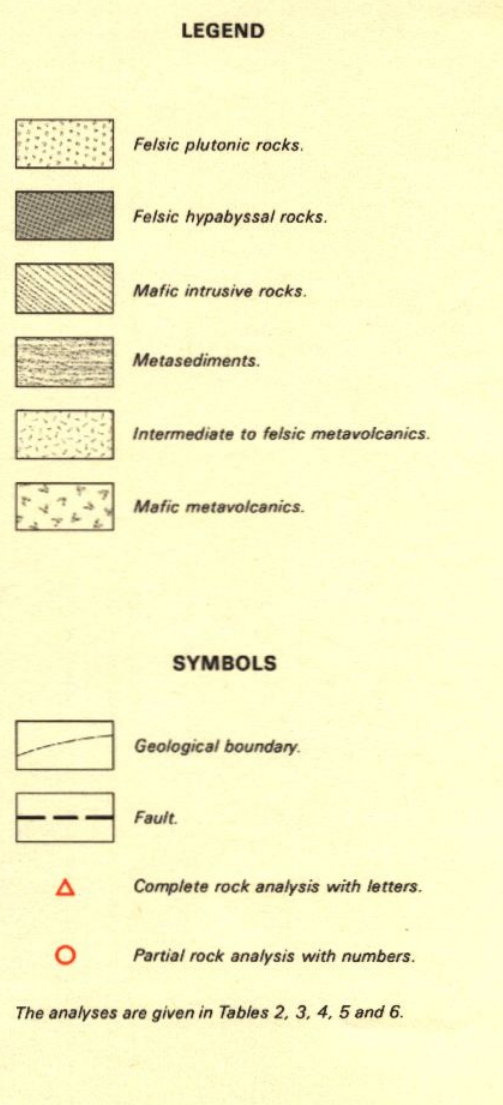 LEGEND
Felsic plutonic rocks.
Felsic hypabyssal rocks.
Mafic intrusive rocks.
Metasediments.
Intermediate to felsic metavolcanics.
Mafic metavolcanics.
SYMBOLS
Geological boundary.
Fault.
Complete rock analysis with letters.
Partial rock analysis with numbers.
The analyses are given in Tables 2, 3, 4, 5 and 6.